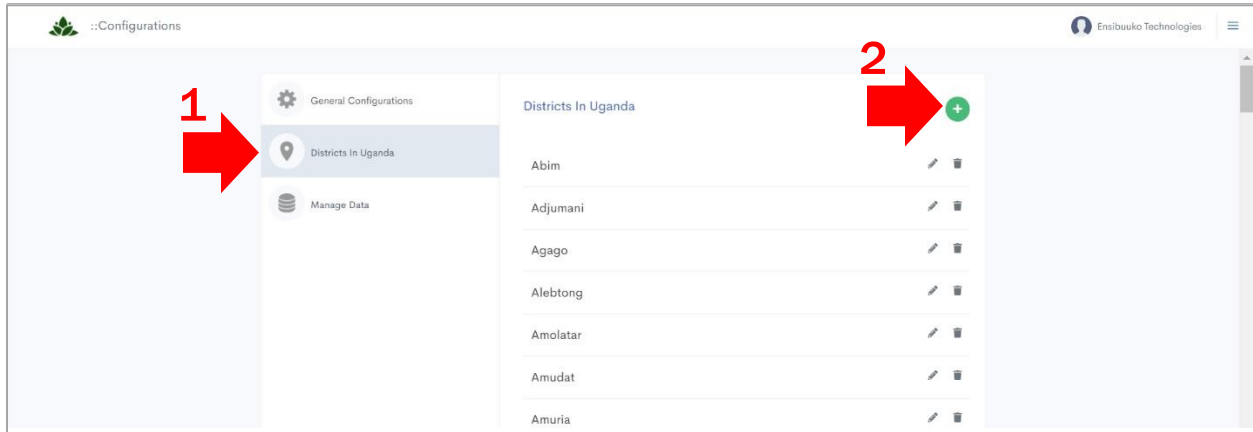 ::Configurations
Ensibuuko Technologies
1
2
General Configurations
Districts In Uganda
Manage Data
Districts In Uganda
Abim
Adjumani
Agago
Alebtong
Amolatar
Amudat
Amuria